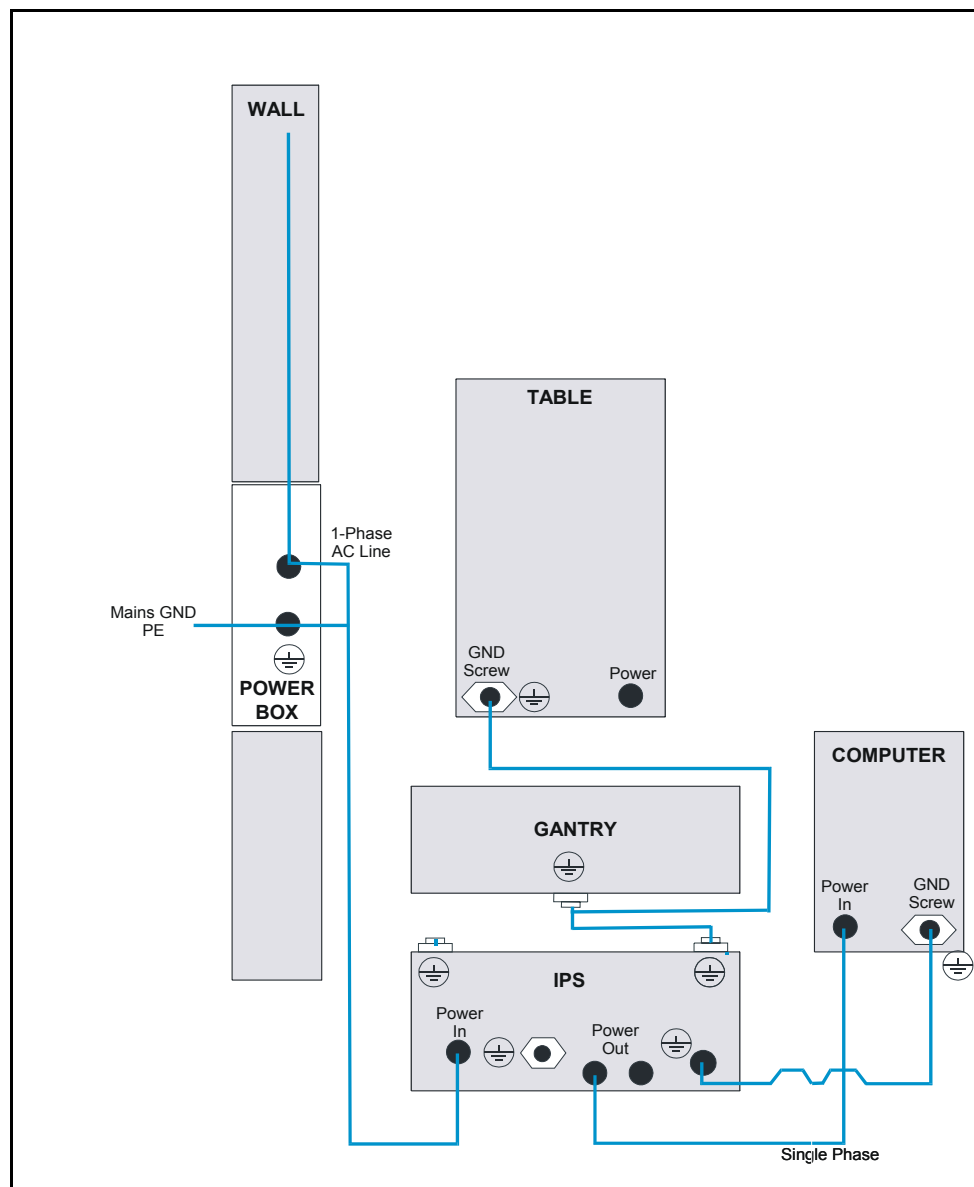 WALL
1-Phase
AC Line
Mains GND
PE
POWER
BOX
TABLE
GND
Screw
Power
COMPUTER
Power
In
GND
Screw
GANTRY
IPS
Power
In
Power
Out
Single Phase